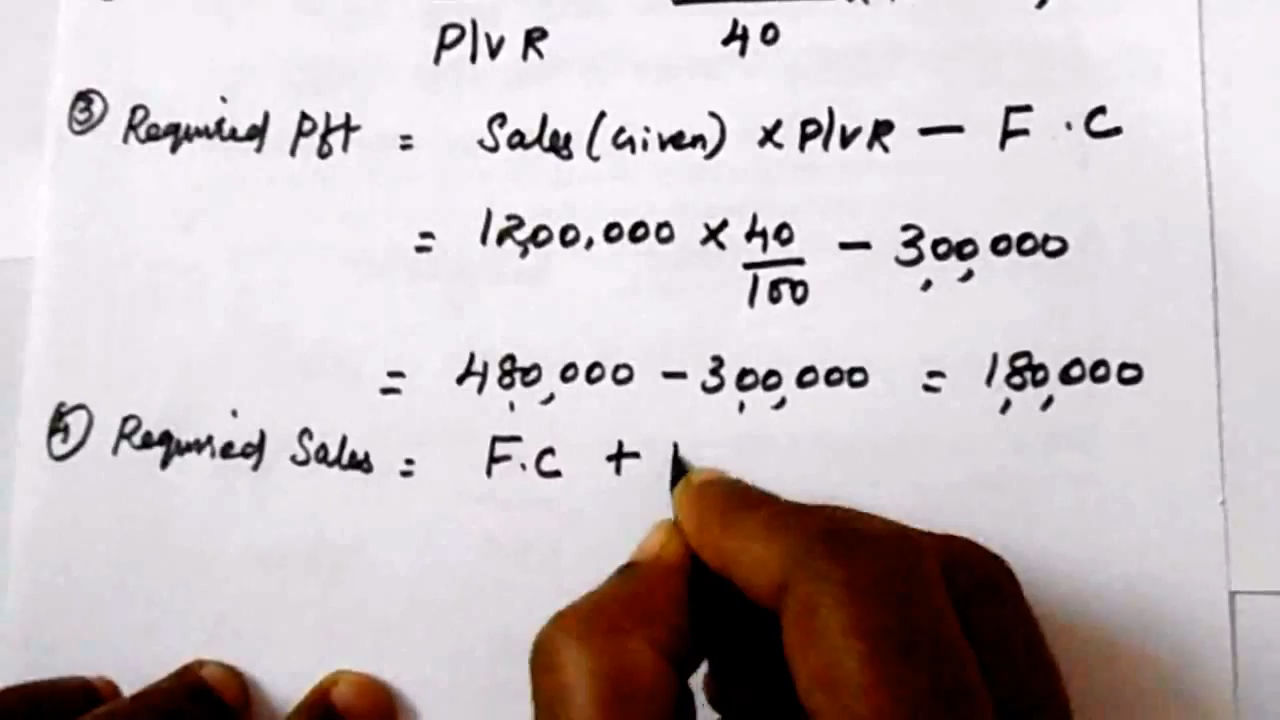 P/V R 40
③ Required Pft = Sales (Given) × P/V R — F.C
= 1200,000 × 40/100 — 300,000
= 480,000 — 300,000 = 180,000
④ Required Sales = F.C +